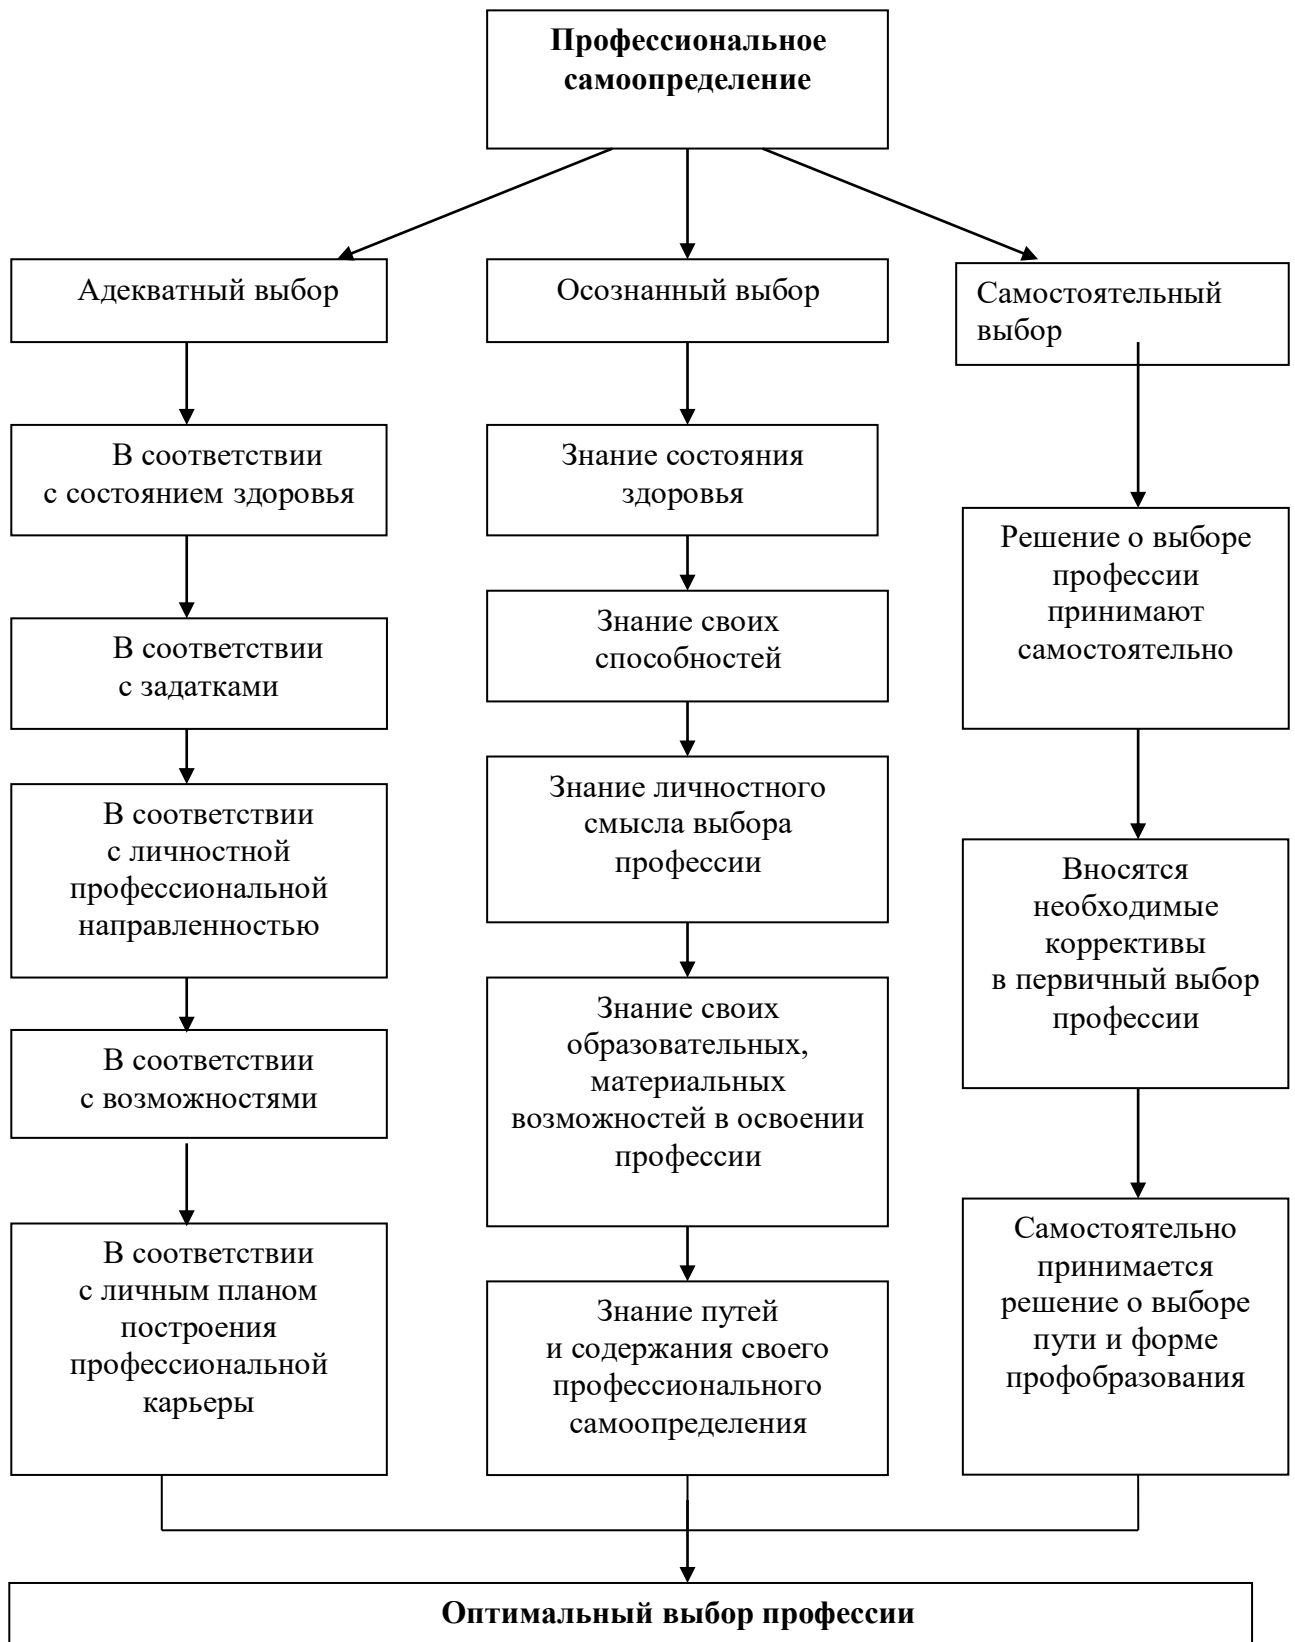 Профессиональное
самоопределение
Адекватный выбор
Осознанный выбор
Самостоятельный
выбор
В соответствии
с состоянием здоровья
В соответствии
с задатками
В соответствии
с личностной
профессиональной
направленностью
В соответствии
с возможностями
В соответствии
с личным планом
построения
профессиональной
карьеры
Знание состояния
здоровья
Знание своих
способностей
Знание личностного
смысла выбора
профессии
Знание своих
образовательных,
материальных
возможностей в освоении
профессии
Знание путей
и содержания своего
профессионального
самоопределения
Решение о выборе
профессии
принимают
самостоятельно
Вносятся
необходимые
коррективы
в первичный выбор
профессии
Самостоятельно
принимается
решение о выборе
пути и форме
профобразования
Оптимальный выбор профессии